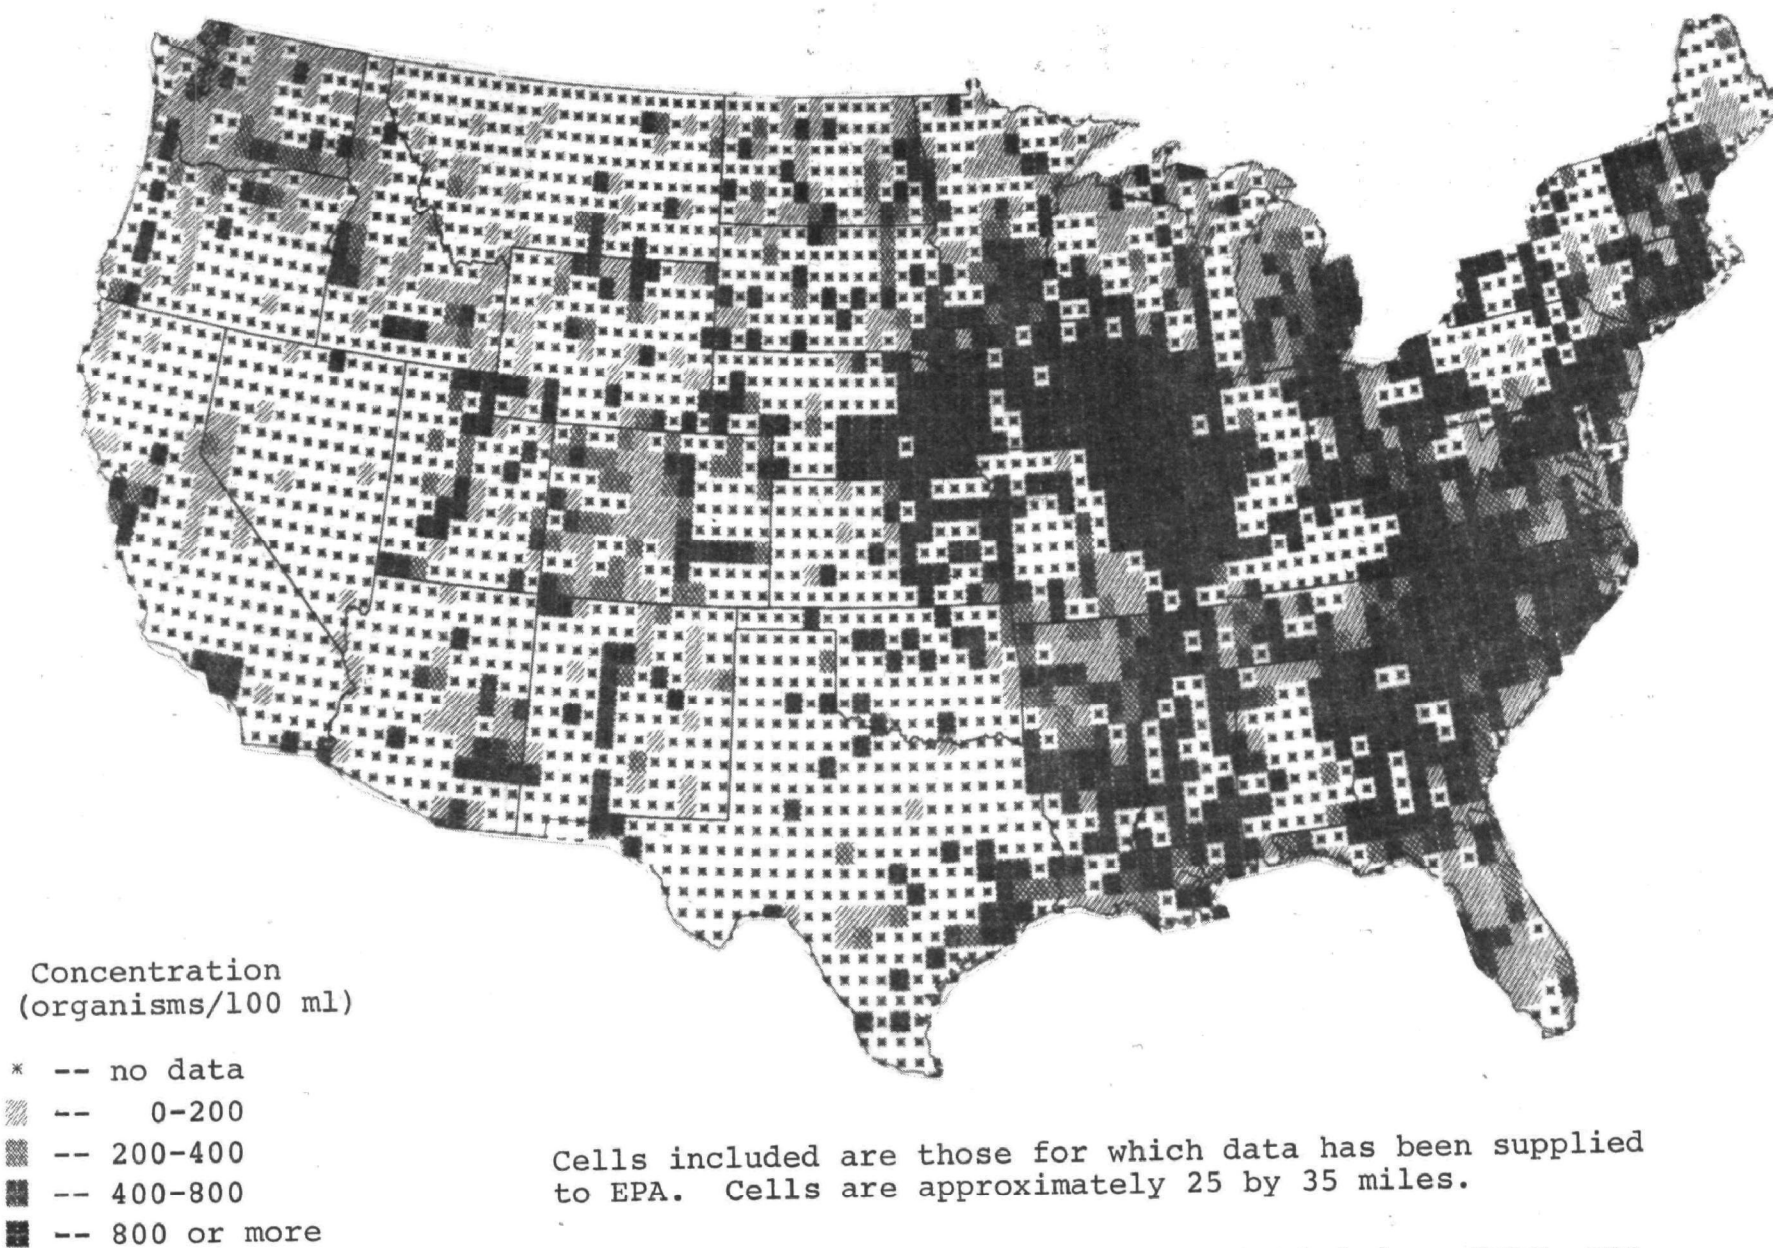 Concentration
(organisms/100 ml)
* -- no data
-- 0-200
-- 200-400
-- 400-800
-- 800 or more
Cells included are those for which data has been supplied
to EPA. Cells are approximately 25 by 35 miles.